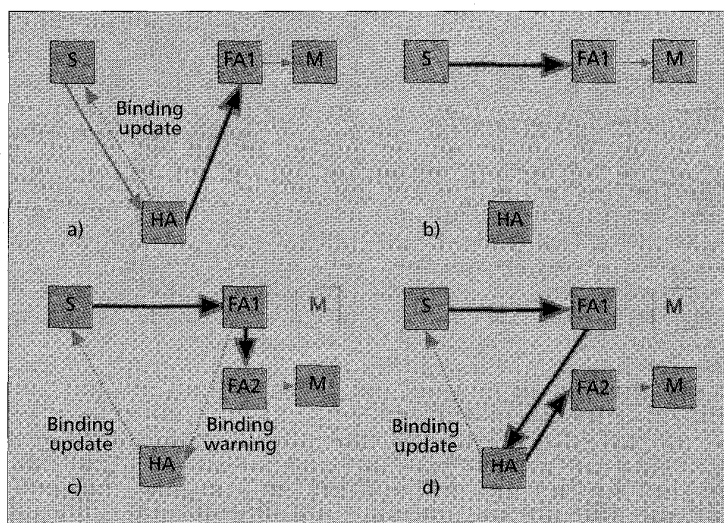 S
FA1
M
Binding
update
HA
a)
S
FA1
M
HA
b)
S
FA1
M
FA2
M
Binding
update
Binding
warning
HA
c)
S
FA1
M
FA2
M
Binding
update
HA
d)